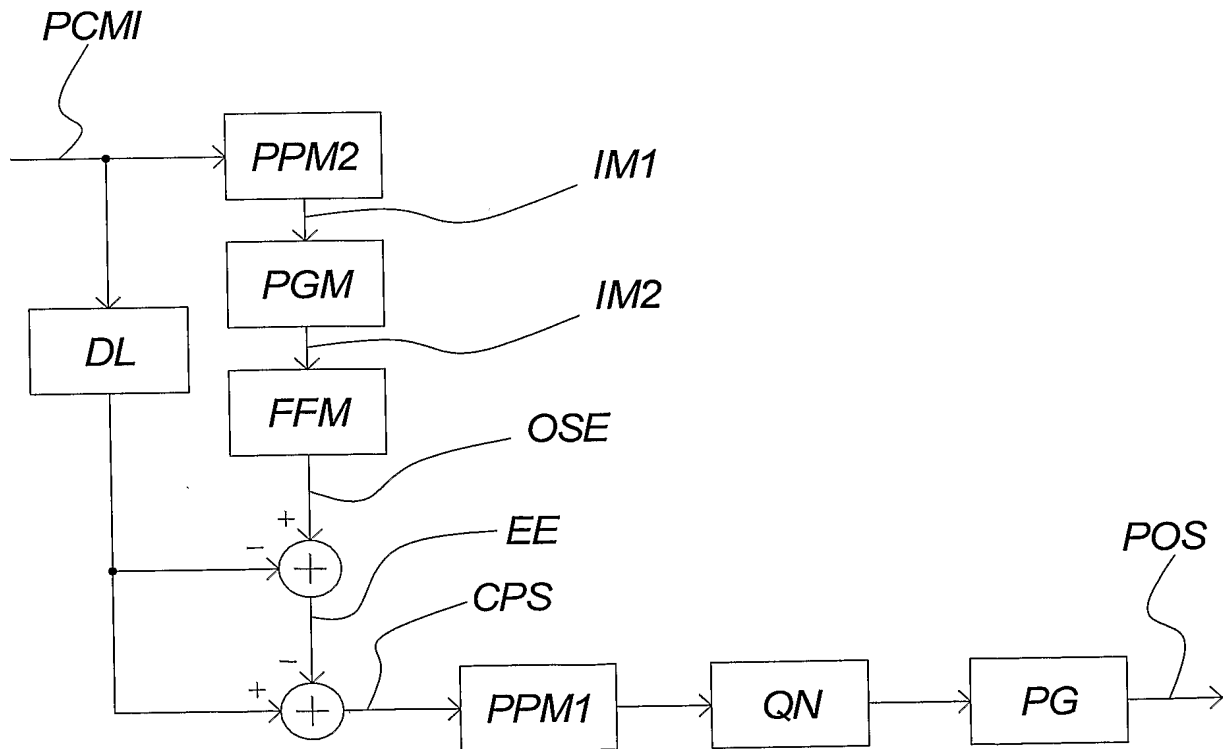 PCMI
PPM2
IM1
PGM
IM2
DL
FFM
OSE
+
−
+
EE
POS
CPS
−
+
+
PPM1
QN
PG